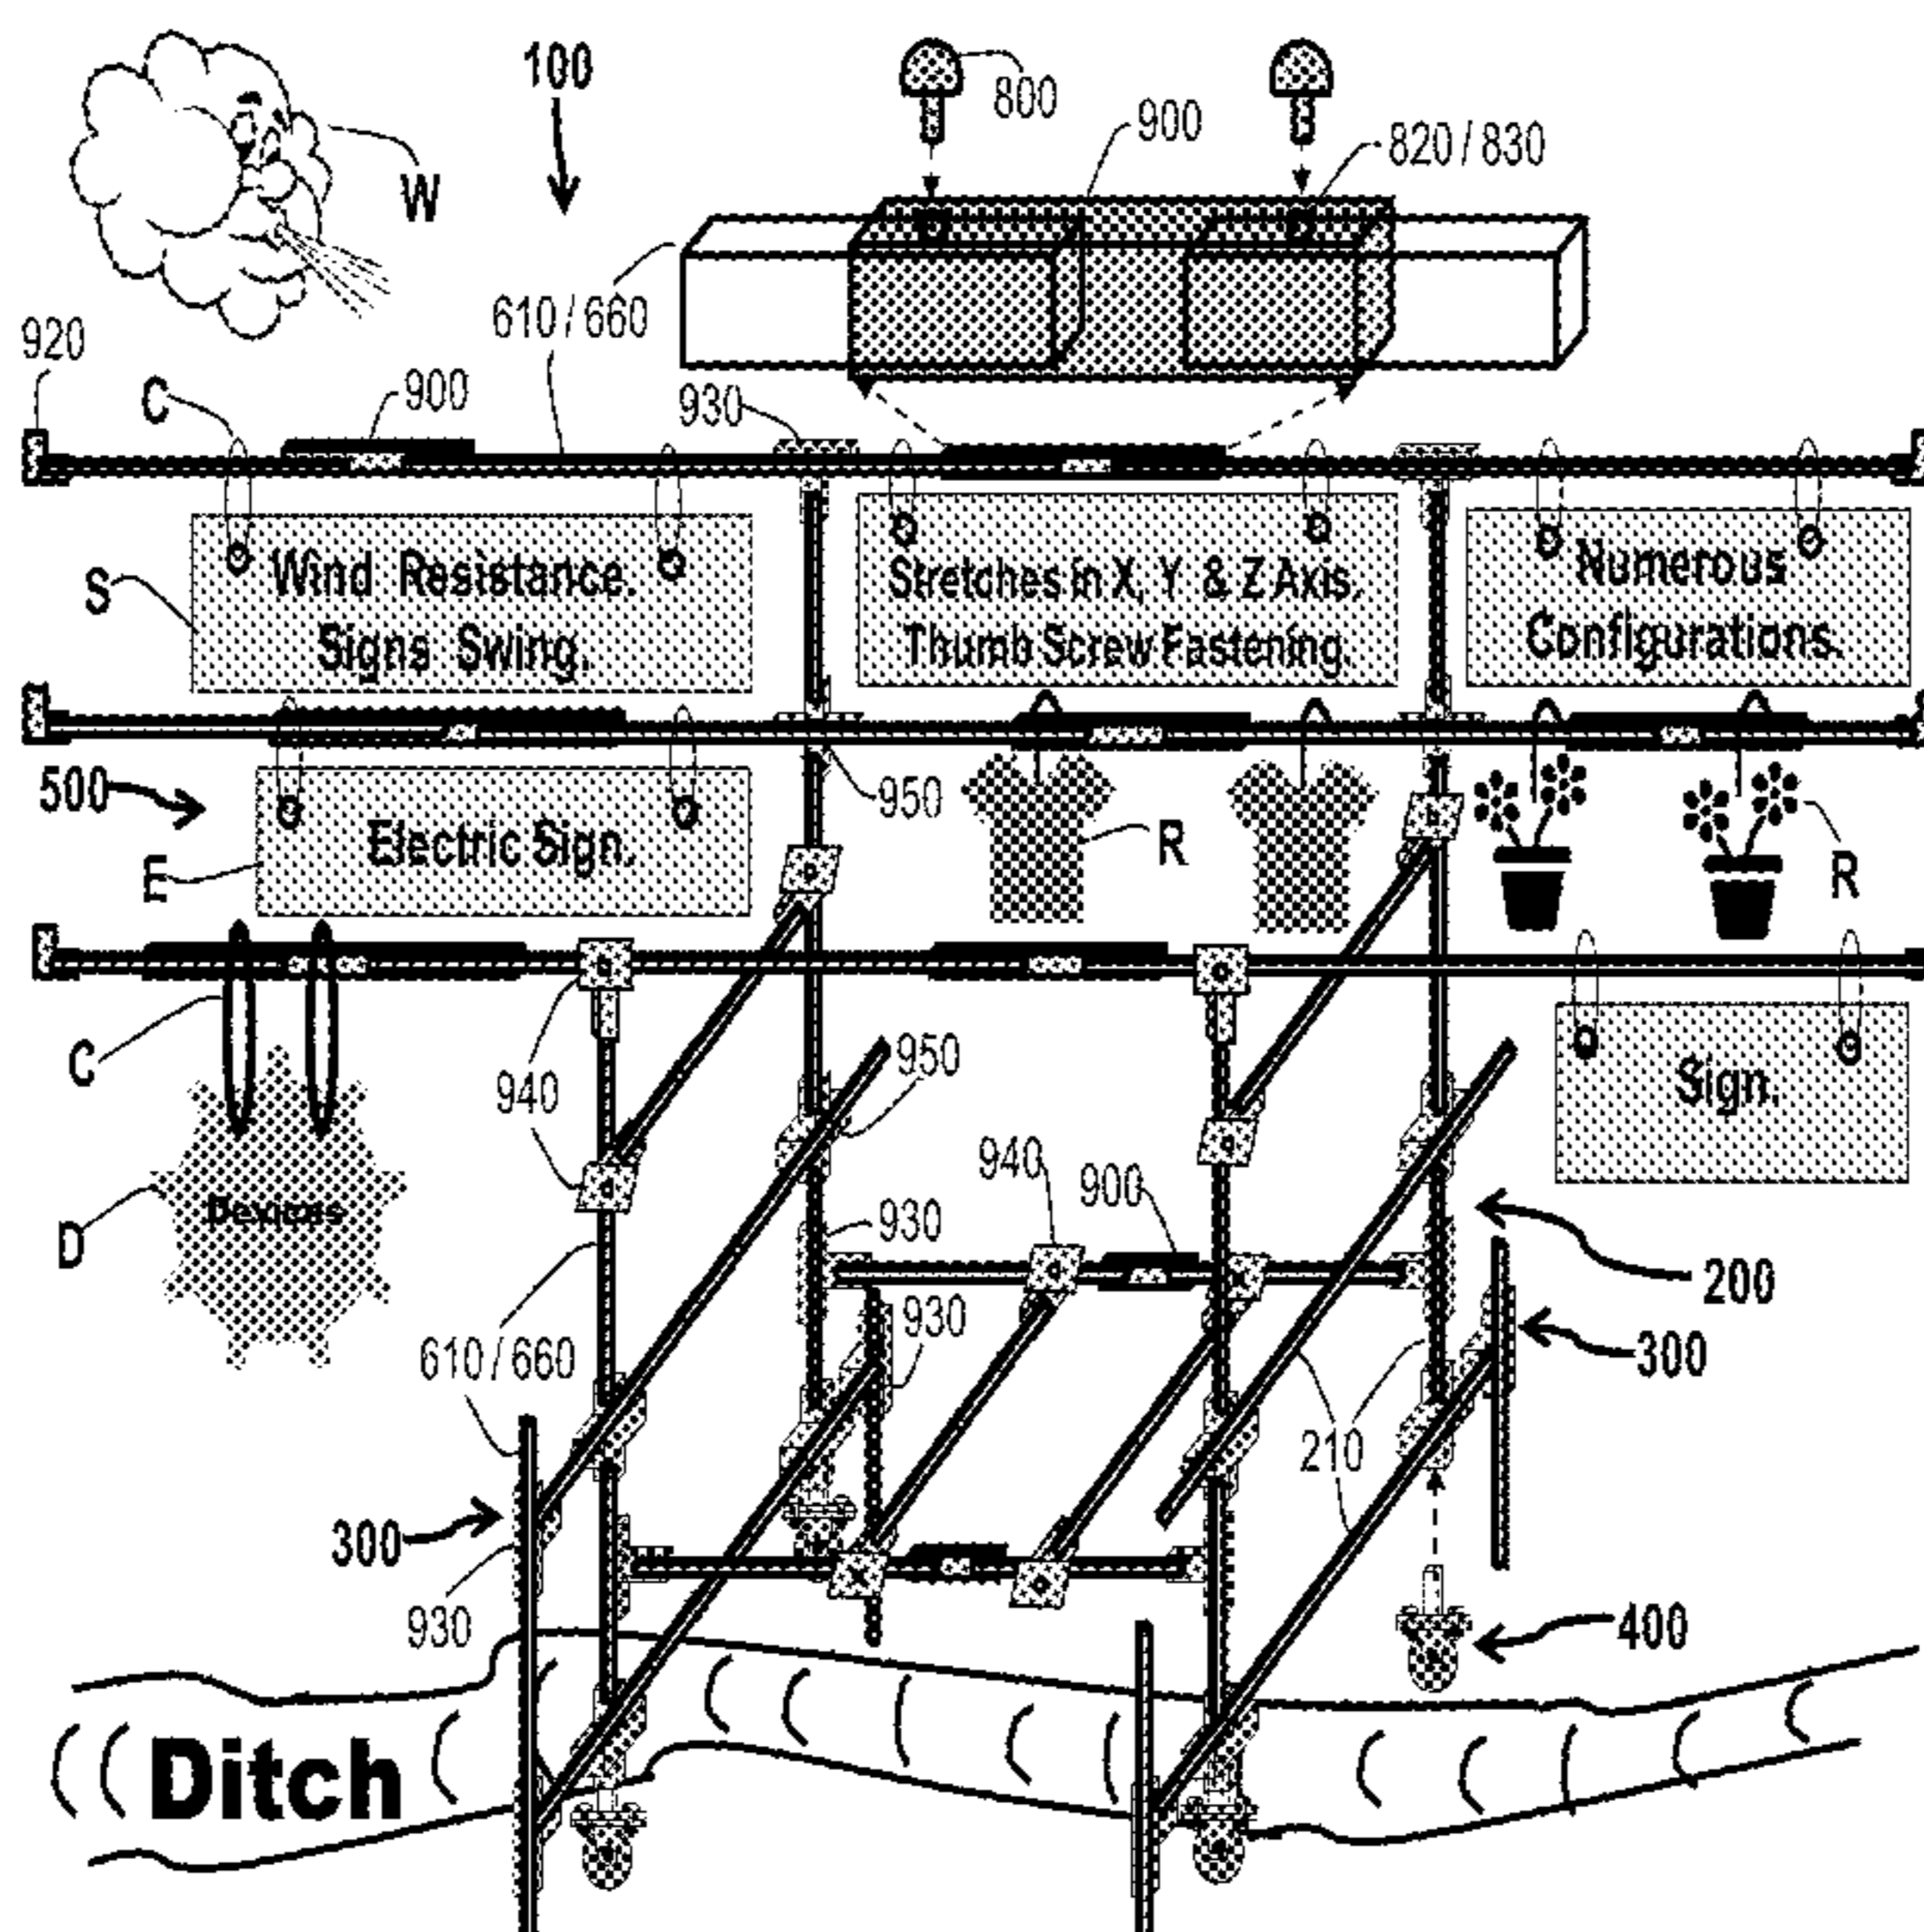 100
800
900
820 / 830
W
610 / 660
920
C
900
930
Wind Resistance.
Signs Swing.
Stretches in X, Y & Z Axis.
Thumb Screw Fastening.
Numerous
Configurations.
S
500
950
Electric Sign.
E
R
R
C
940
950
Sign.
940
900
Devices
D
930
200
930
300
610 / 660
210
300
930
400
Ditch